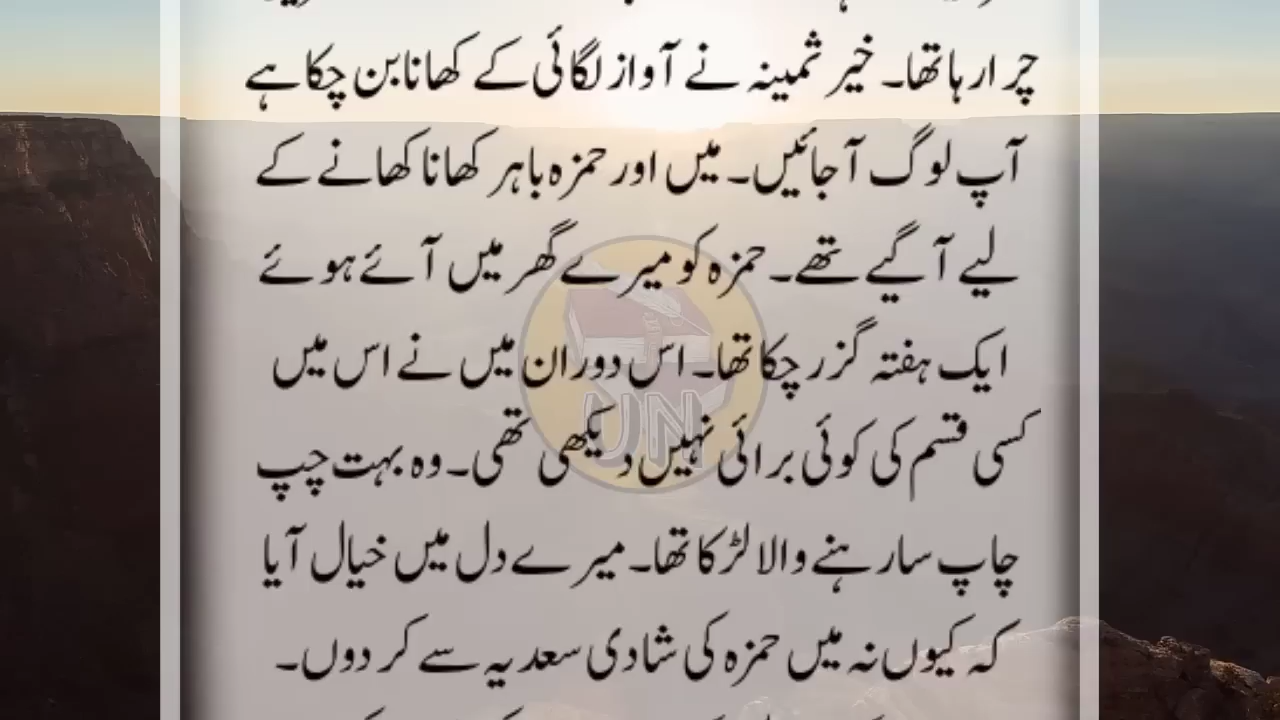 چرا رہا تھا۔ خیر ثمینہ نے آواز لگائی کے کھانا بن چکا ہے
آپ لوگ آ جائیں۔ میں اور حمزہ باہر کھانا کھانے کے
لیے آ گیے تھے۔ حمزہ کو میرے گھر میں آئے ہوئے
ایک ہفتہ گزر چکا تھا۔ اس دوران میں نے اس میں
کسی قسم کی کوئی برائی نہیں دیکھی تھی۔ وہ بہت چپ
چاپ سا رہنے والا لڑکا تھا۔ میرے دل میں خیال آیا
کہ کیوں نہ میں حمزہ کی شادی سعدیہ سے کر دوں۔
UN